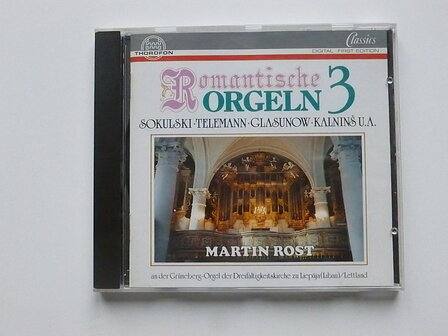 THOROFON
Classics
DIGITAL FIRST EDITION
Romantische
ORGELN 3
SOKULSKI·TELEMANN·GLASUNOW·KALNINŠ U.A.
MARTIN ROST
an der Grüneberg-Orgel der Dreifaltigkeitskirche zu Liepāja (Libau)/Lettland